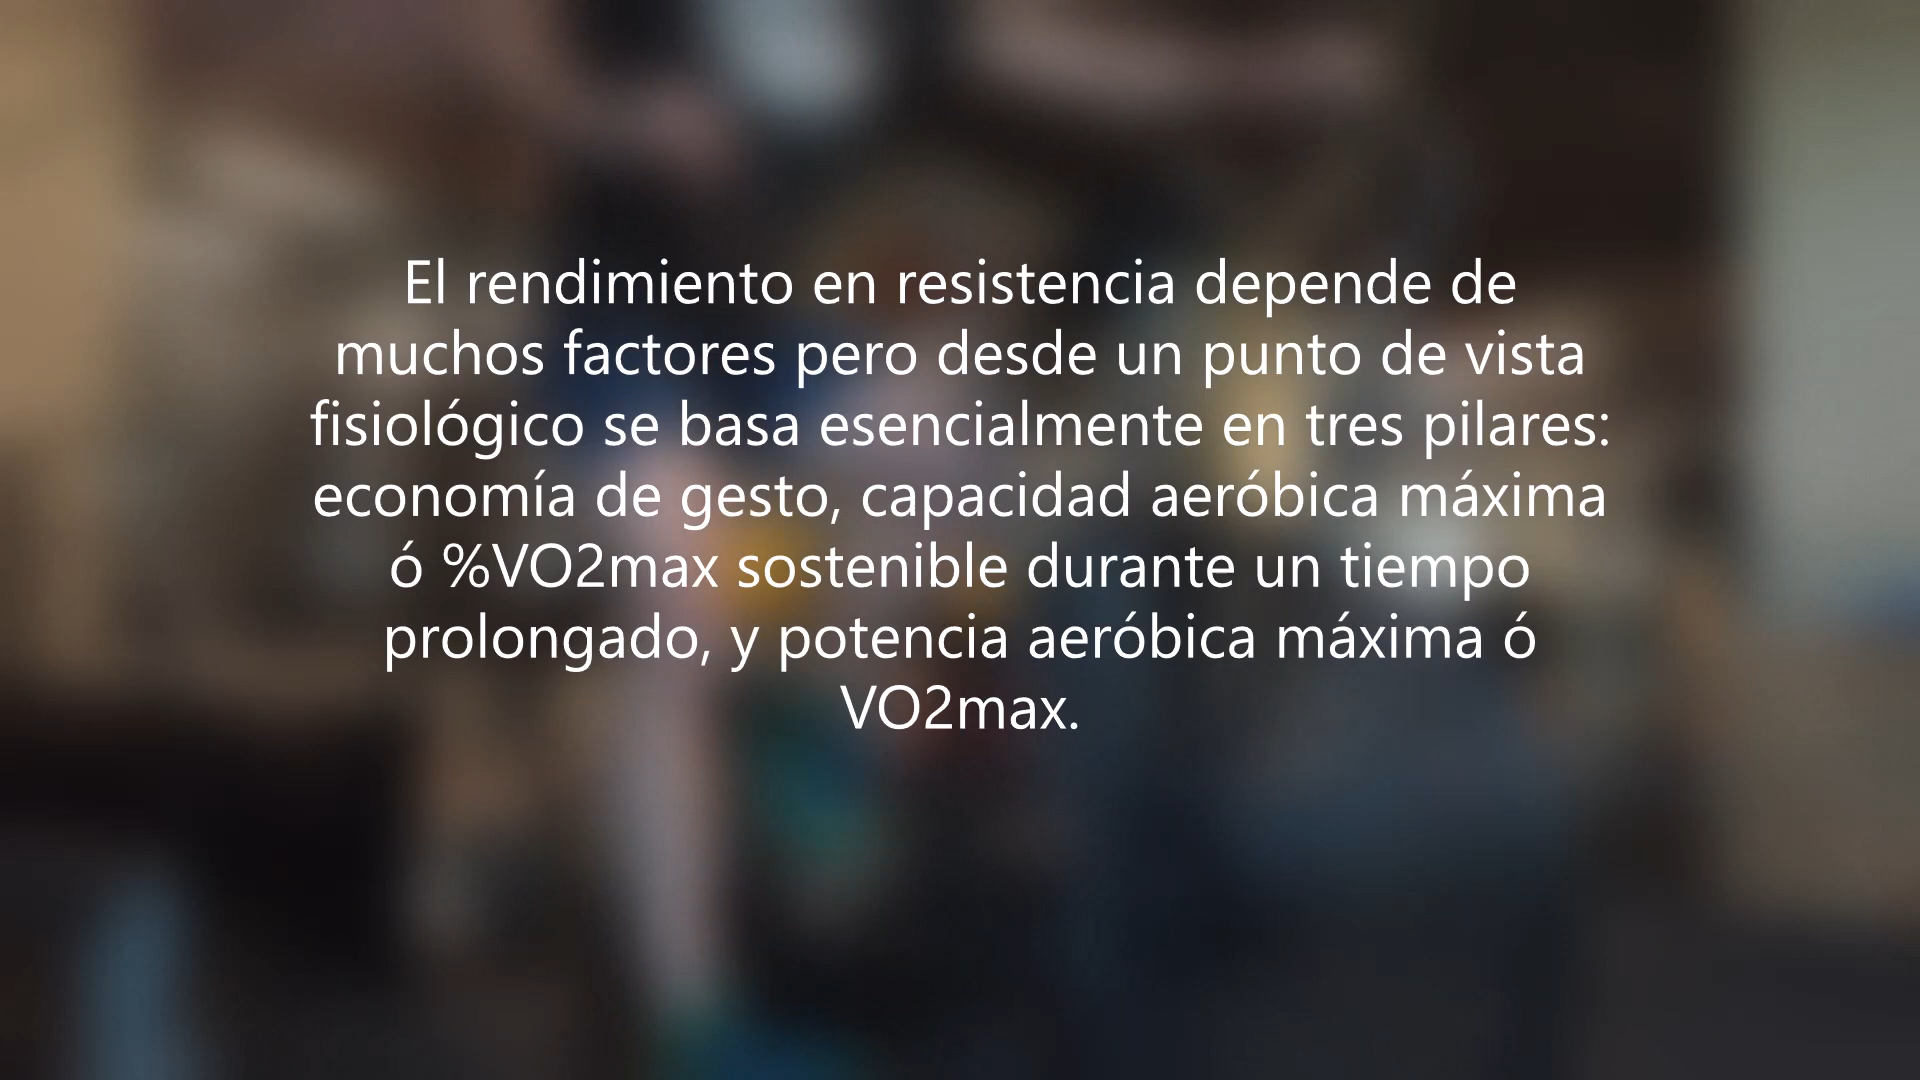 El rendimiento en resistencia depende de
muchos factores pero desde un punto de vista
fisiológico se basa esencialmente en tres pilares:
economía de gesto, capacidad aeróbica máxima
ó %VO2max sostenible durante un tiempo
prolongado, y potencia aeróbica máxima ó
VO2max.